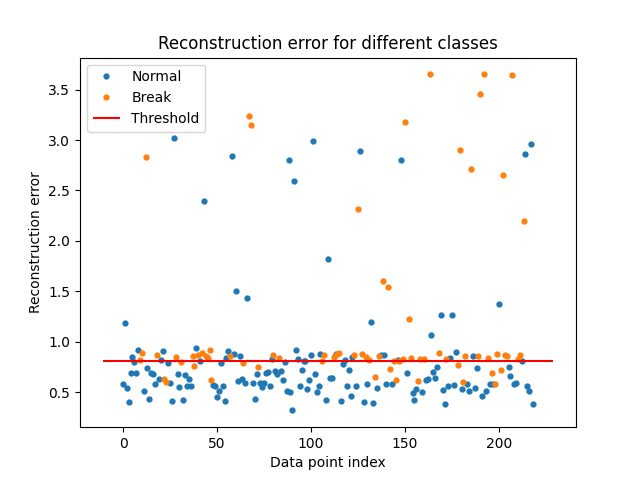 Reconstruction error for different classes
Normal
Break
Threshold
Reconstruction error
3.5
3.0
2.5
2.0
1.5
1.0
0.5
0
50
100
150
200
Data point index